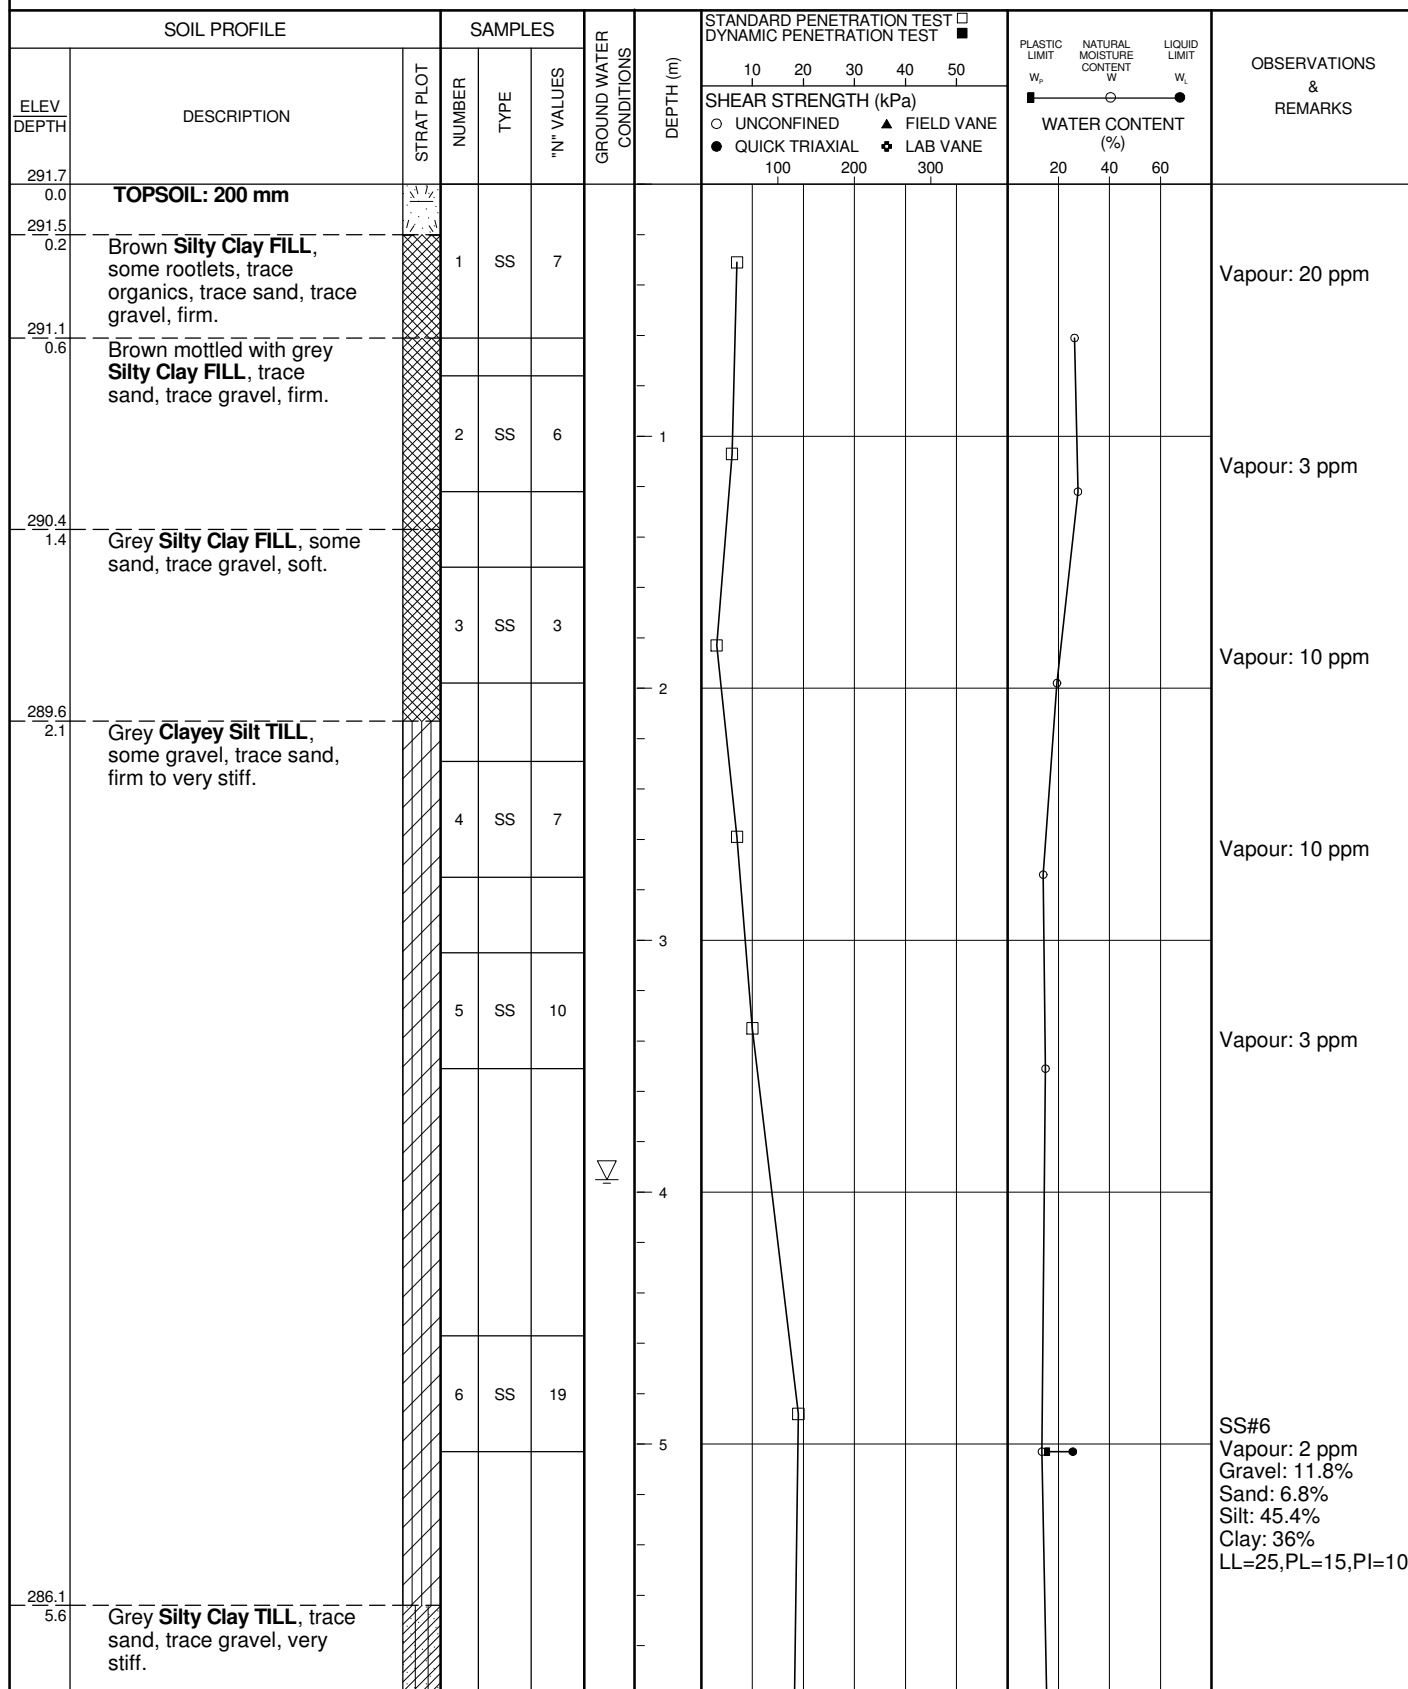 SOIL PROFILE
SAMPLES
GROUND WATER
CONDITIONS
DEPTH (m)
STANDARD PENETRATION TEST
DYNAMIC PENETRATION TEST
10 20 30 40 50
SHEAR STRENGTH (kPa)
UNCONFINED
FIELD VANE
QUICK TRIAXIAL
LAB VANE
100 200 300
PLASTIC
LIMIT
WP
NATURAL
MOISTURE
CONTENT
W
LIQUID
LIMIT
WL
WATER CONTENT
(%)
20 40 60
OBSERVATIONS
&
REMARKS
ELEV
DEPTH
DESCRIPTION
STRAT PLOT
NUMBER
TYPE
"N" VALUES
291.7
0.0
TOPSOIL: 200 mm
291.5
0.2
Brown Silty Clay FILL,
some rootlets, trace
organics, trace sand, trace
gravel, firm.
1 SS 7
Vapour: 20 ppm
291.1
0.6
Brown mottled with grey
Silty Clay FILL, trace
sand, trace gravel, firm.
2 SS 6
1
Vapour: 3 ppm
290.4
1.4
Grey Silty Clay FILL, some
sand, trace gravel, soft.
3 SS 3
Vapour: 10 ppm
2
289.6
2.1
Grey Clayey Silt TILL,
some gravel, trace sand,
firm to very stiff.
4 SS 7
Vapour: 10 ppm
3
5 SS 10
Vapour: 3 ppm
4
6 SS 19
5
SS#6
Vapour: 2 ppm
Gravel: 11.8%
Sand: 6.8%
Silt: 45.4%
Clay: 36%
LL=25,PL=15,PI=10
286.1
5.6
Grey Silty Clay TILL, trace
sand, trace gravel, very
stiff.